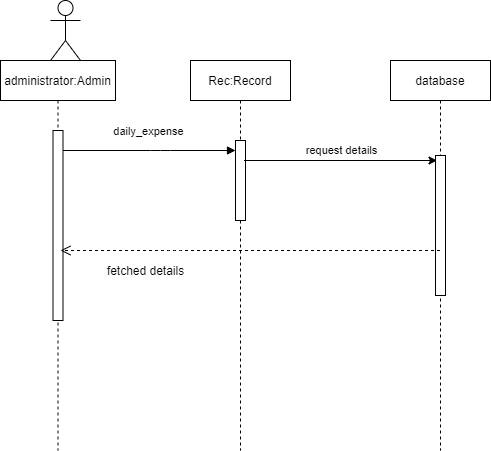 administrator:Admin
Rec:Record
database
daily_expense
request details
fetched details